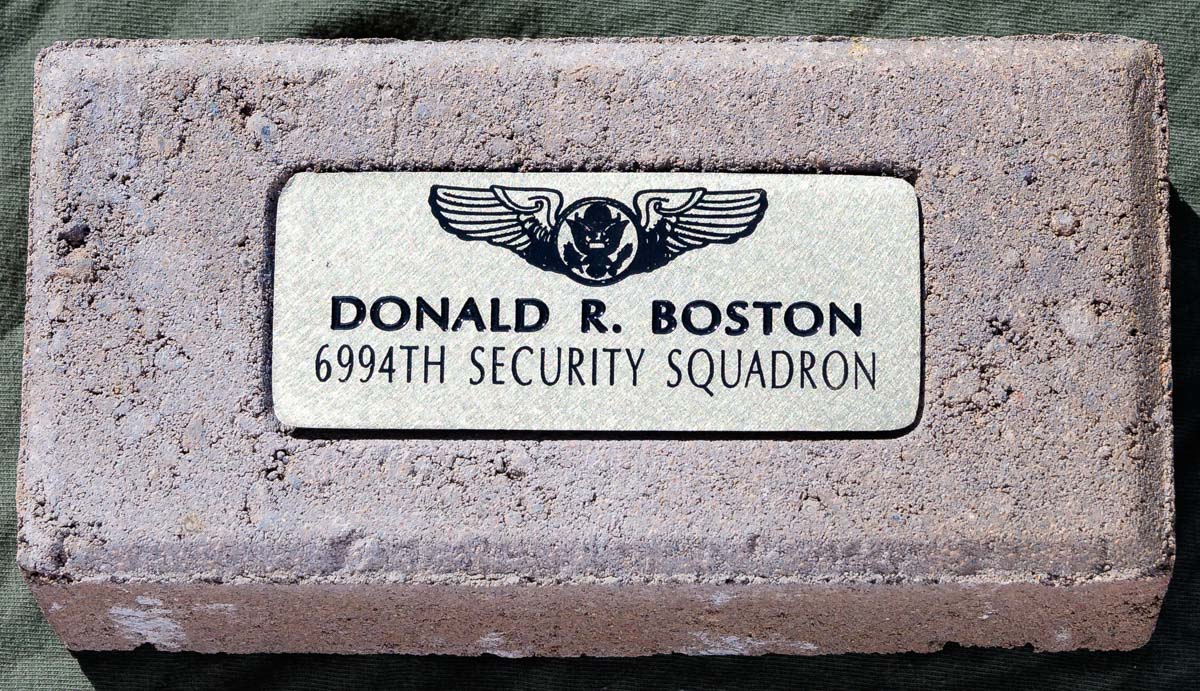 DONALD R. BOSTON
6994TH SECURITY SQUADRON